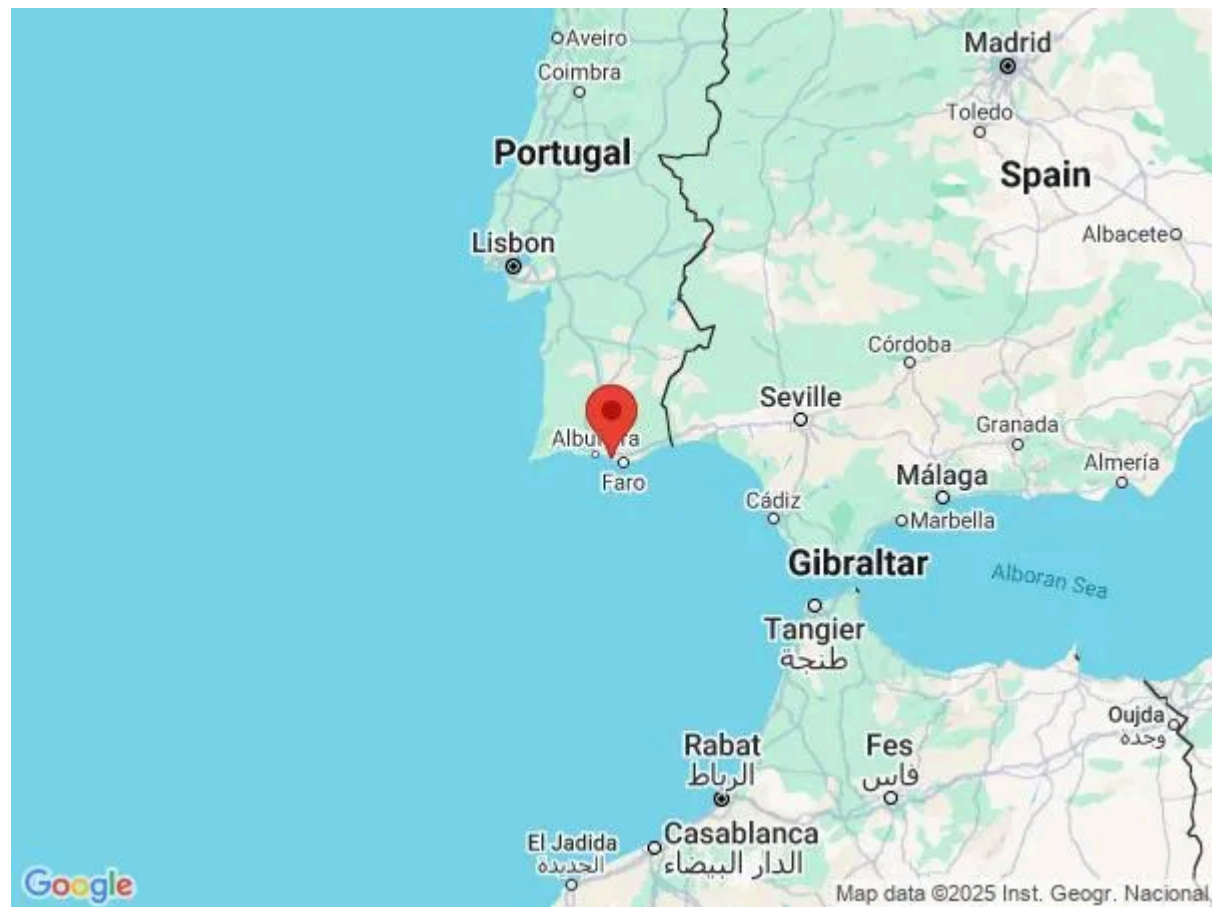 Aveiro
Coimbra
Madrid
Toledo
Portugal
Spain
Lisbon
Albacete
Córdoba
Seville
Granada
Faro
Málaga
Almería
Cádiz
Marbella
Gibraltar
Alboran Sea
Tangier
طنجة
Oujda
وجدة
Rabat
الرباط
Fes
فاس
El Jadida
الجديدة
Casablanca
الدار البيضاء
Google
Map data ©2025 Inst. Geogr. Nacional